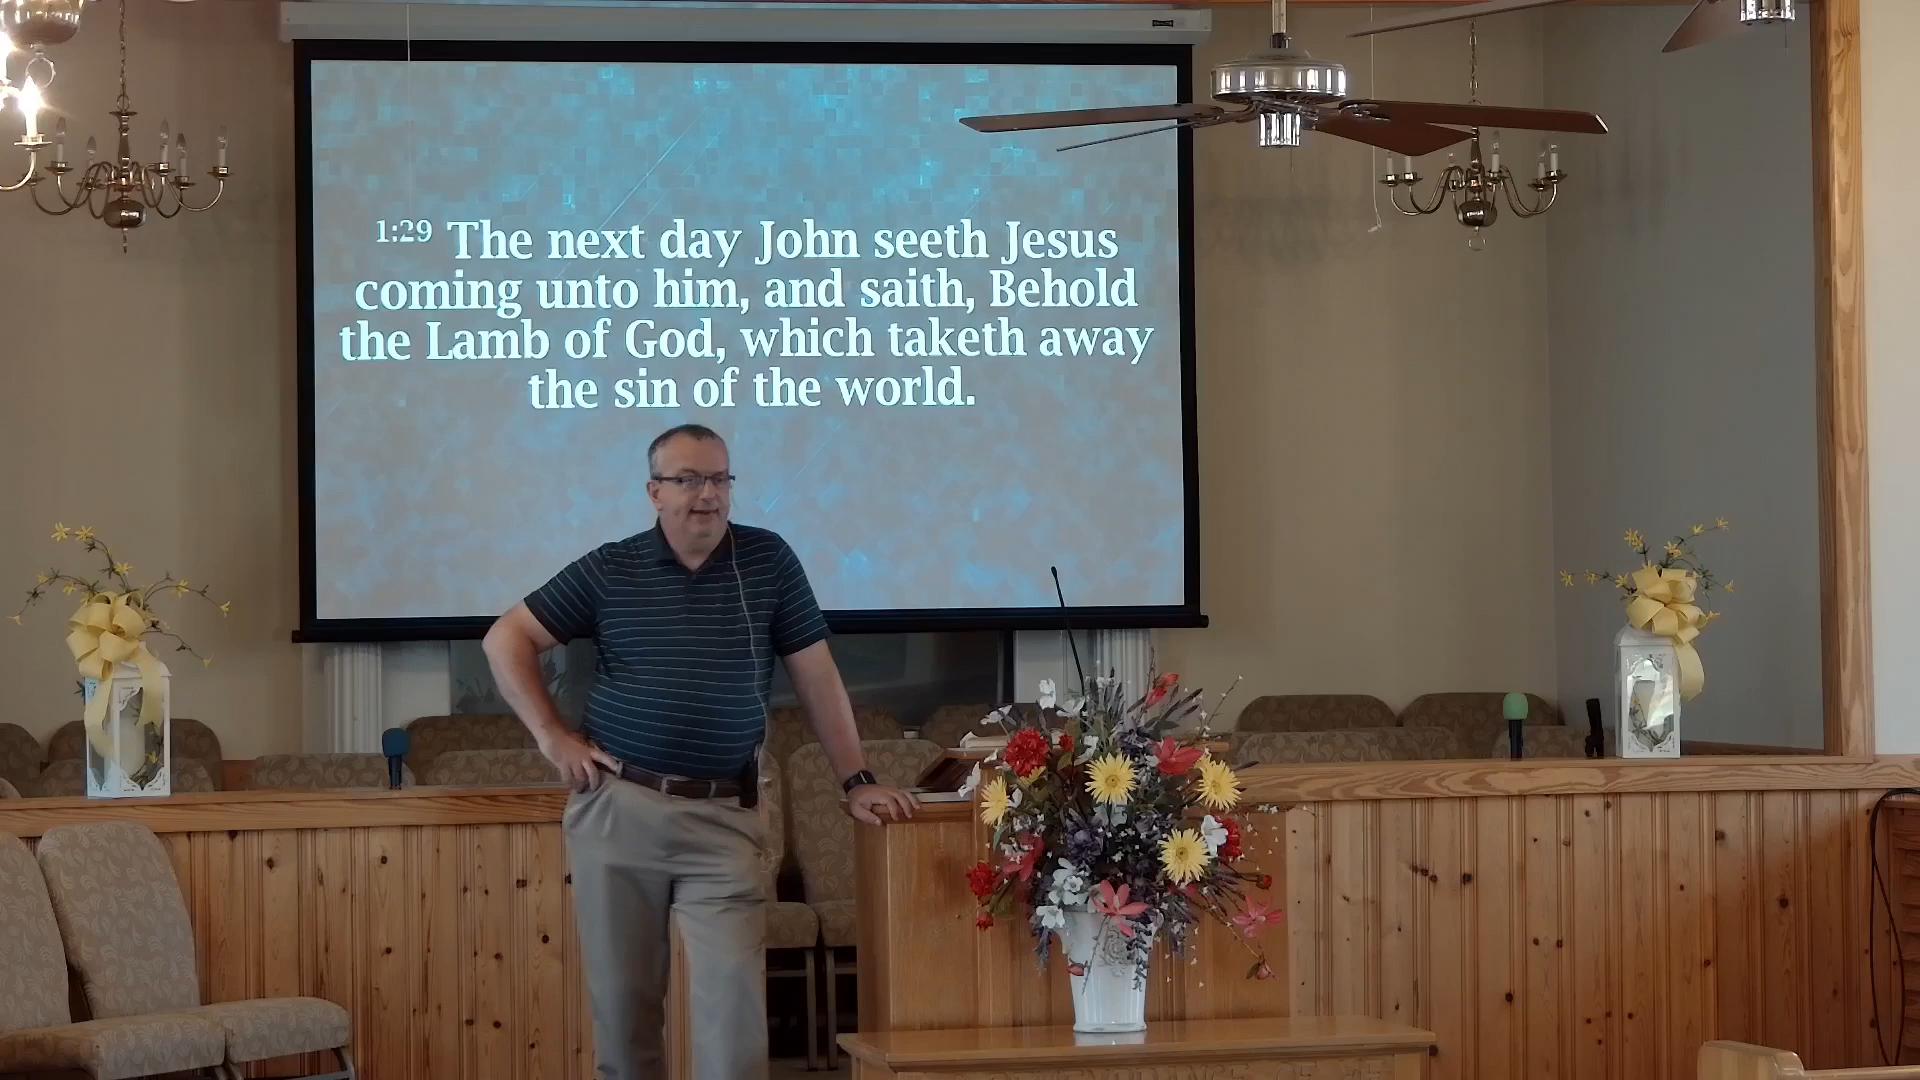 1:29 The next day John seeth Jesus
coming unto him, and saith, Behold
the Lamb of God, which taketh away
the sin of the world.